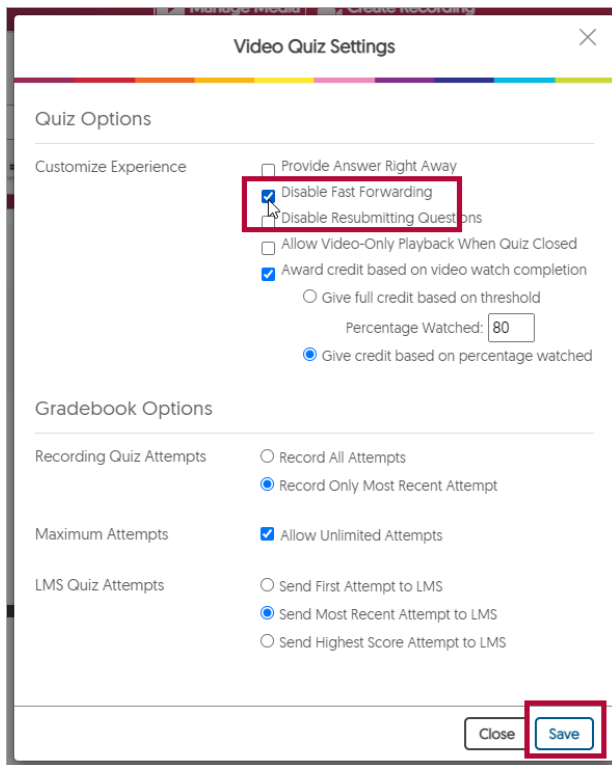 Manage Media Create Recording
Video Quiz Settings
Quiz Options
Customize Experience
Provide Answer Right Away
Disable Fast Forwarding
Disable Resubmitting Questions
Allow Video-Only Playback When Quiz Closed
Award credit based on video watch completion
Give full credit based on threshold
Percentage Watched: 80
Give credit based on percentage watched
Gradebook Options
Recording Quiz Attempts
Record All Attempts
Record Only Most Recent Attempt
Maximum Attempts
Allow Unlimited Attempts
LMS Quiz Attempts
Send First Attempt to LMS
Send Most Recent Attempt to LMS
Send Highest Score Attempt to LMS
Close Save